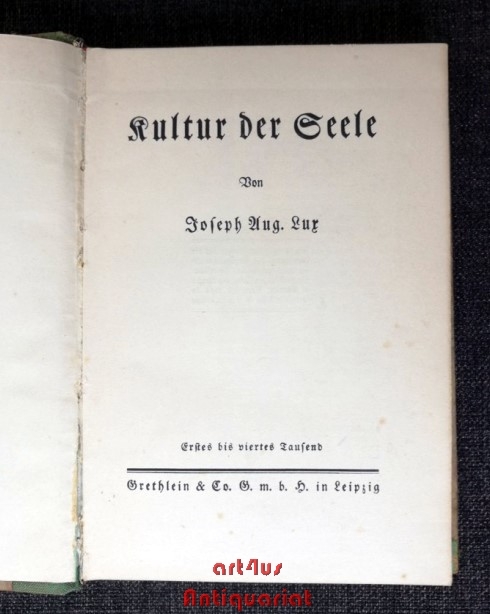 Kultur der Seele
Von
Joseph Aug. Lux
Erstes bis viertes Tausend
Grethlein & Co. G. m. b. H. in Leipzig
art4us
Antiquariat